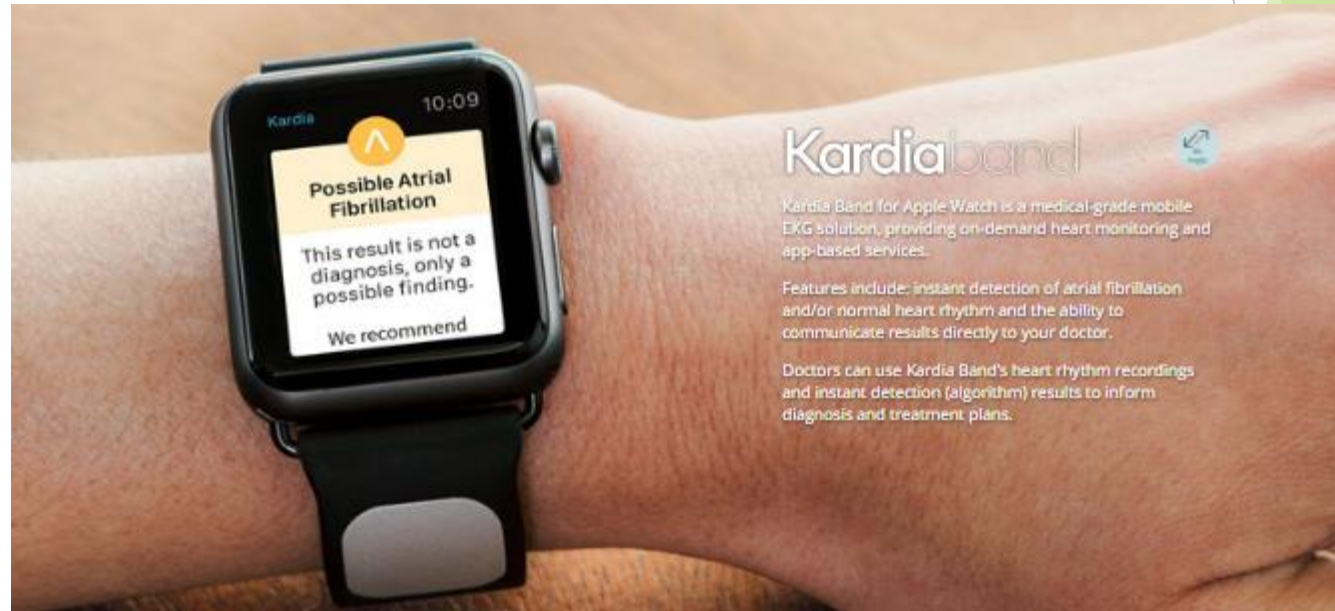 Kardia
10:09
Possible Atrial
Fibrillation
This result is not a
diagnosis, only a
possible finding.
We recommend
Kardiaband
Kardia Band for Apple Watch is a medical-grade mobile
EKG solution, providing on-demand heart monitoring and
app-based services.
Features include: instant detection of atrial fibrillation
and/or normal heart rhythm and the ability to
communicate results directly to your doctor.
Doctors can use Kardia Band's heart rhythm recordings
and instant detection (algorithm) results to inform
diagnosis and treatment plans.